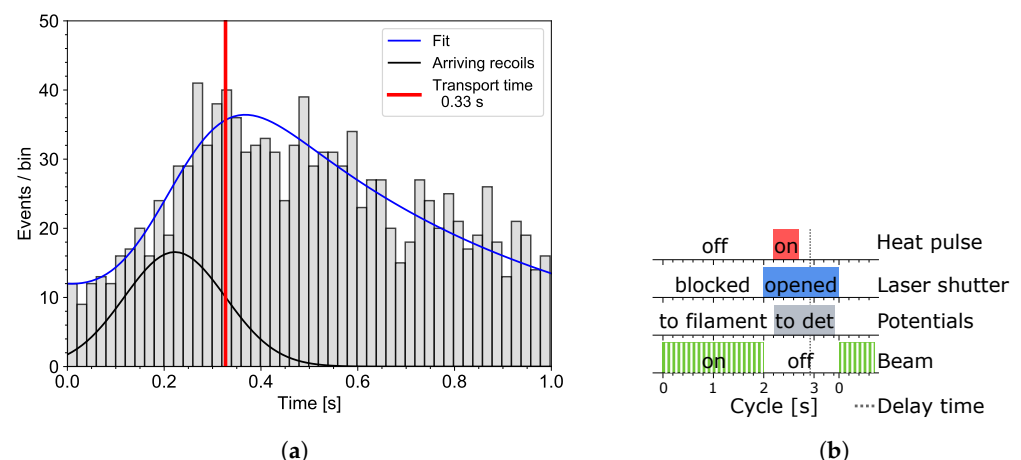 50
40
30
20
10
0
Events / bin
Fit
Arriving recoils
Transport time
0.33 s
0.0 0.2 0.4 0.6 0.8 1.0
Time [s]
(a)
off on Heat pulse
blocked opened Laser shutter
to filament to det Potentials
on off Beam
0 1 2 3 0
Cycle [s] Delay time
(b)